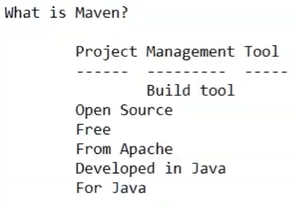 What is Maven?
Project Management Tool
------ --------- -----
Build tool
Open Source
Free
From Apache
Developed in Java
For Java